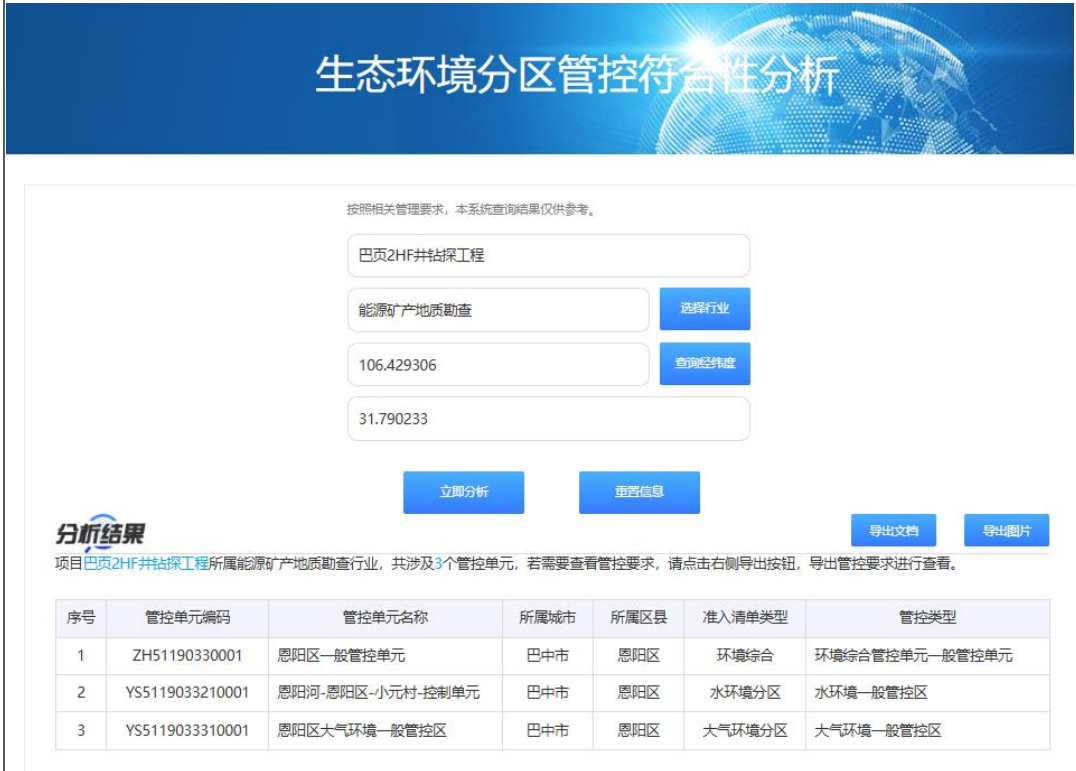 生态环境分区管控符合性分析
按照相关管理要求，本系统查询结果仅供参考。
巴页2HF井钻探工程
能源矿产地质勘查 选择行业
106.429306 查询经纬度
31.790233
立即分析 重置信息
分析结果 导出文档 导出图片
项目巴页2HF井钻探工程所属能源矿产地质勘查行业，共涉及3个管控单元，若需要查看管控要求，请点击右侧导出按钮，导出管控要求进行查看。
序号 管控单元编码 管控单元名称 所属城市 所属区县 准入清单类型 管控类型
1 ZH51190330001 恩阳区一般管控单元 巴中市 恩阳区 环境综合 环境综合管控单元一般管控单元
2 YS5119033210001 恩阳河-恩阳区-小元村-控制单元 巴中市 恩阳区 水环境分区 水环境一般管控区
3 YS5119033310001 恩阳区大气环境一般管控区 巴中市 恩阳区 大气环境分区 大气环境一般管控区